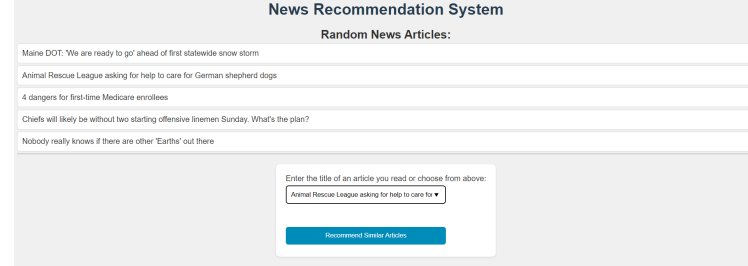 News Recommendation System
Random News Articles:
Maine DOT: 'We are ready to go' ahead of first statewide snow storm
Animal Rescue League asking for help to care for German shepherd dogs
4 dangers for first-time Medicare enrollees
Chiefs will likely be without two starting offensive linemen Sunday. What's the plan?
Nobody really knows if there are other 'Earths' out there
Enter the title of an article you read or choose from above:
Animal Rescue League asking for help to care for
Recommend Similar Articles